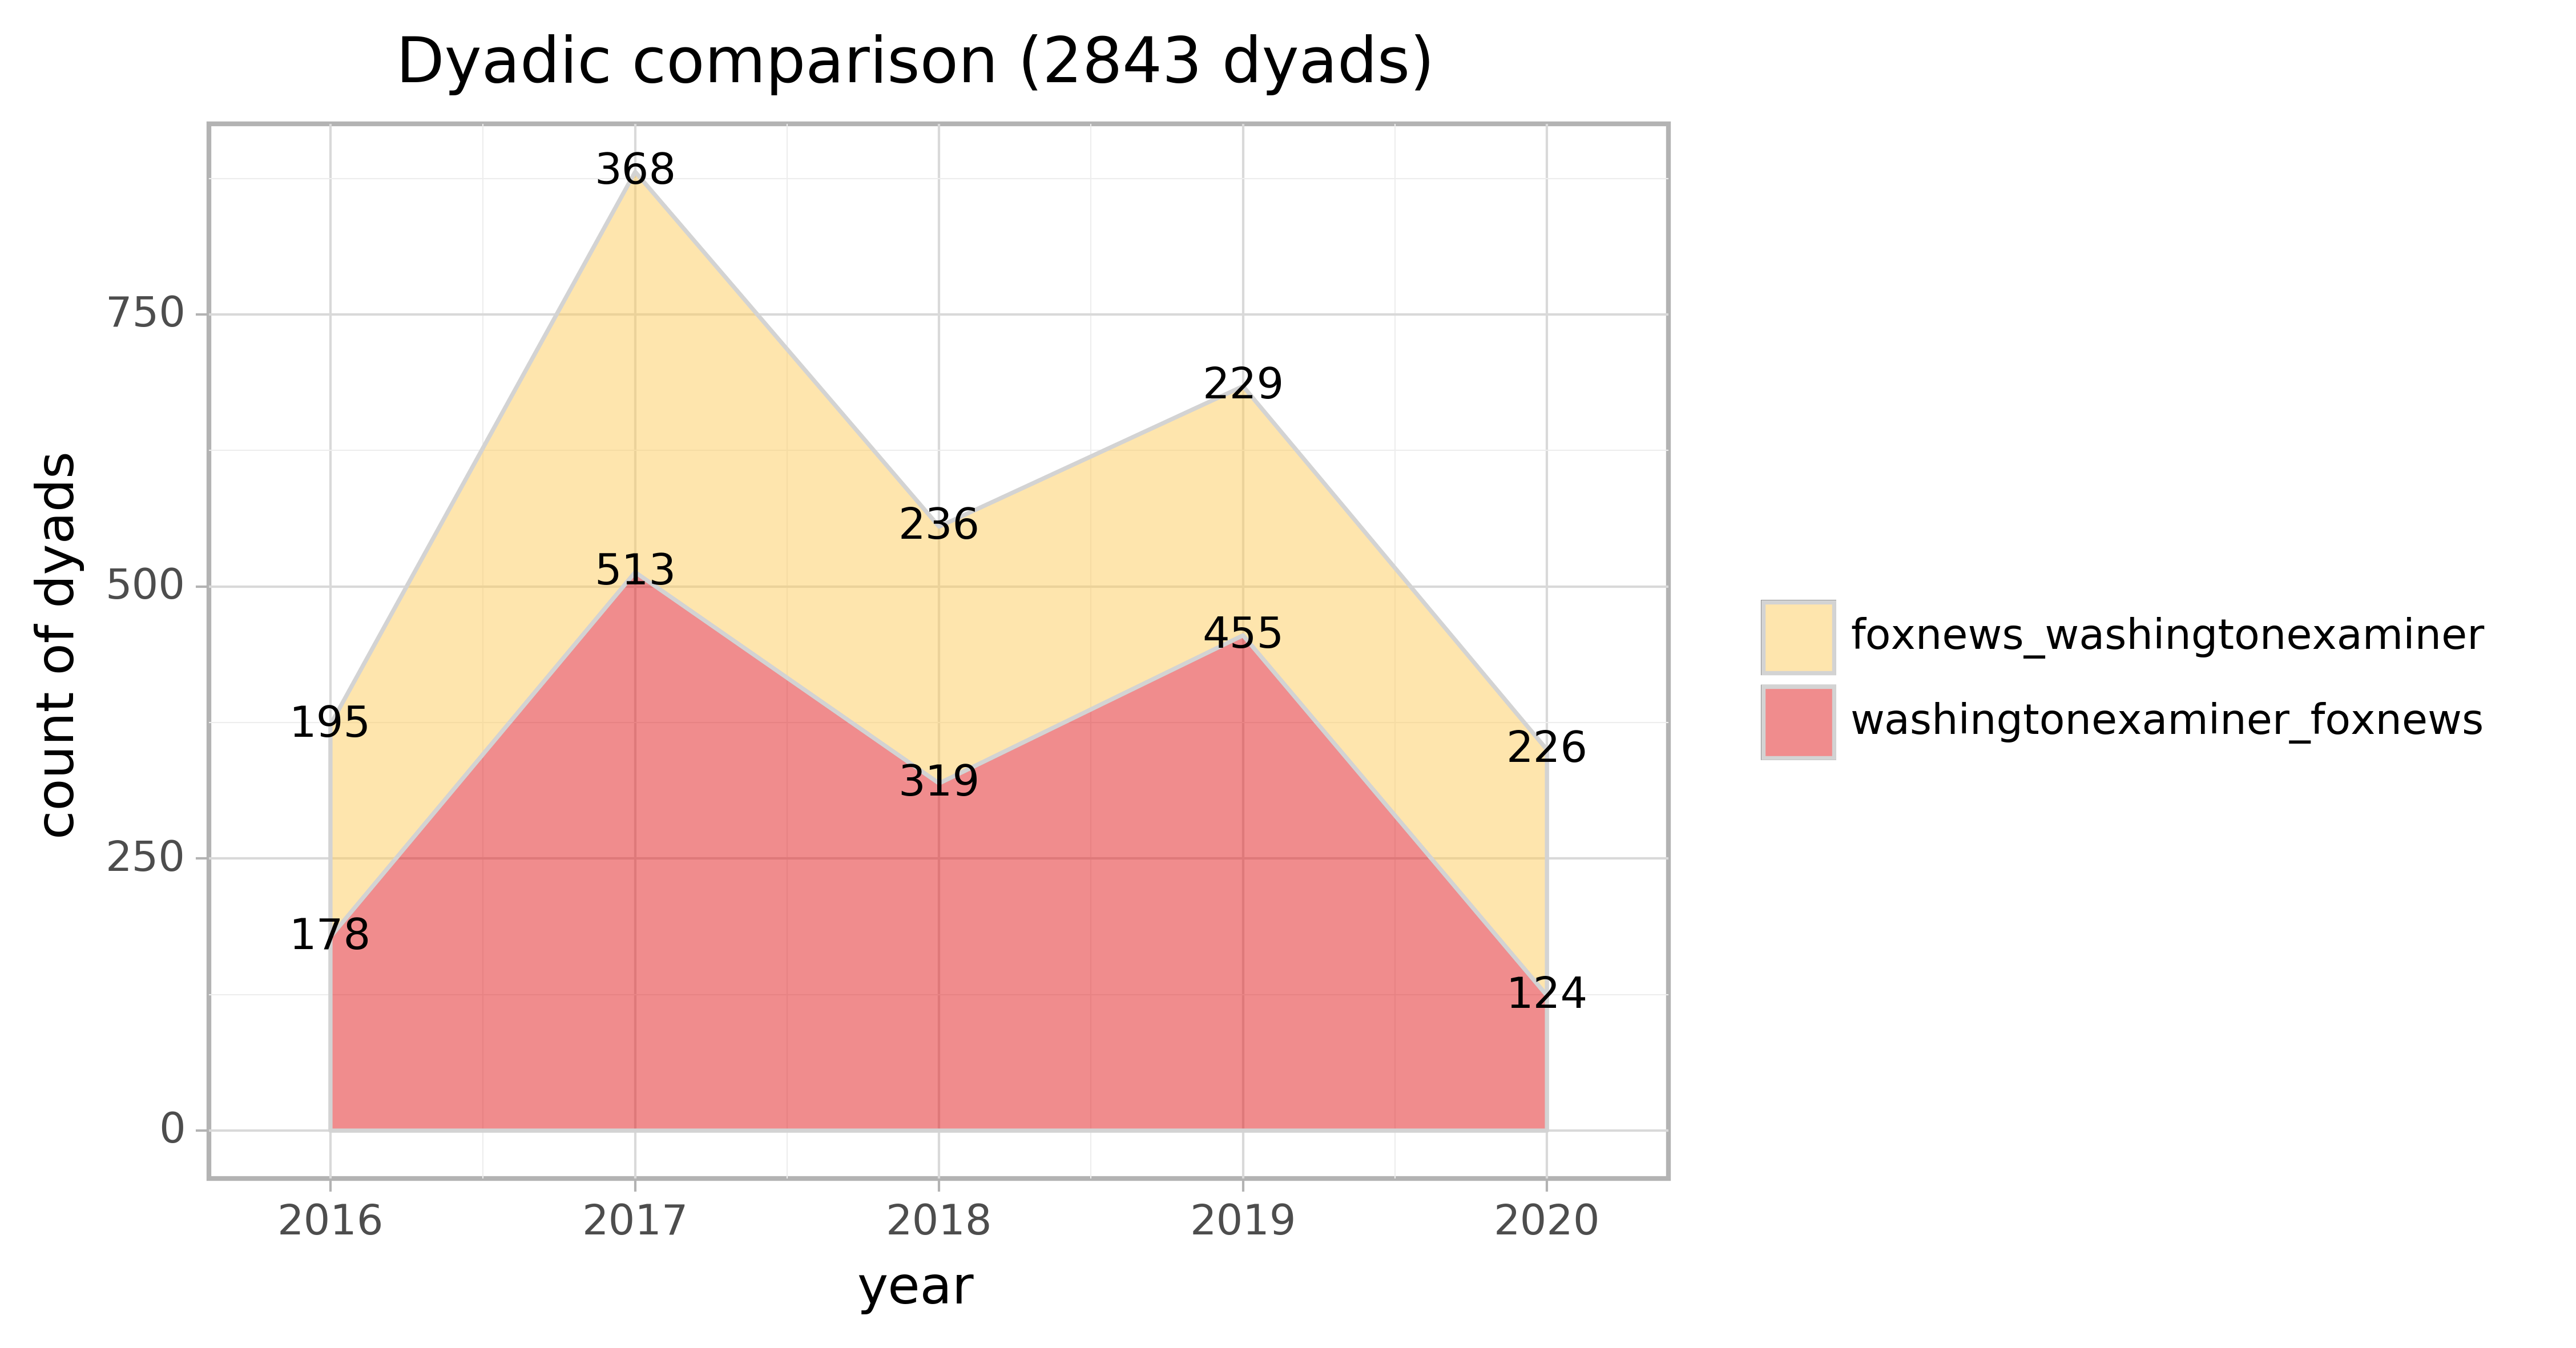 Dyadic comparison (2843 dyads)
count of dyads
750
500
250
0
368
229
236
513
455
195
226
319
178
124
2016 2017 2018 2019 2020
year
foxnews_washingtonexaminer
washingtonexaminer_foxnews